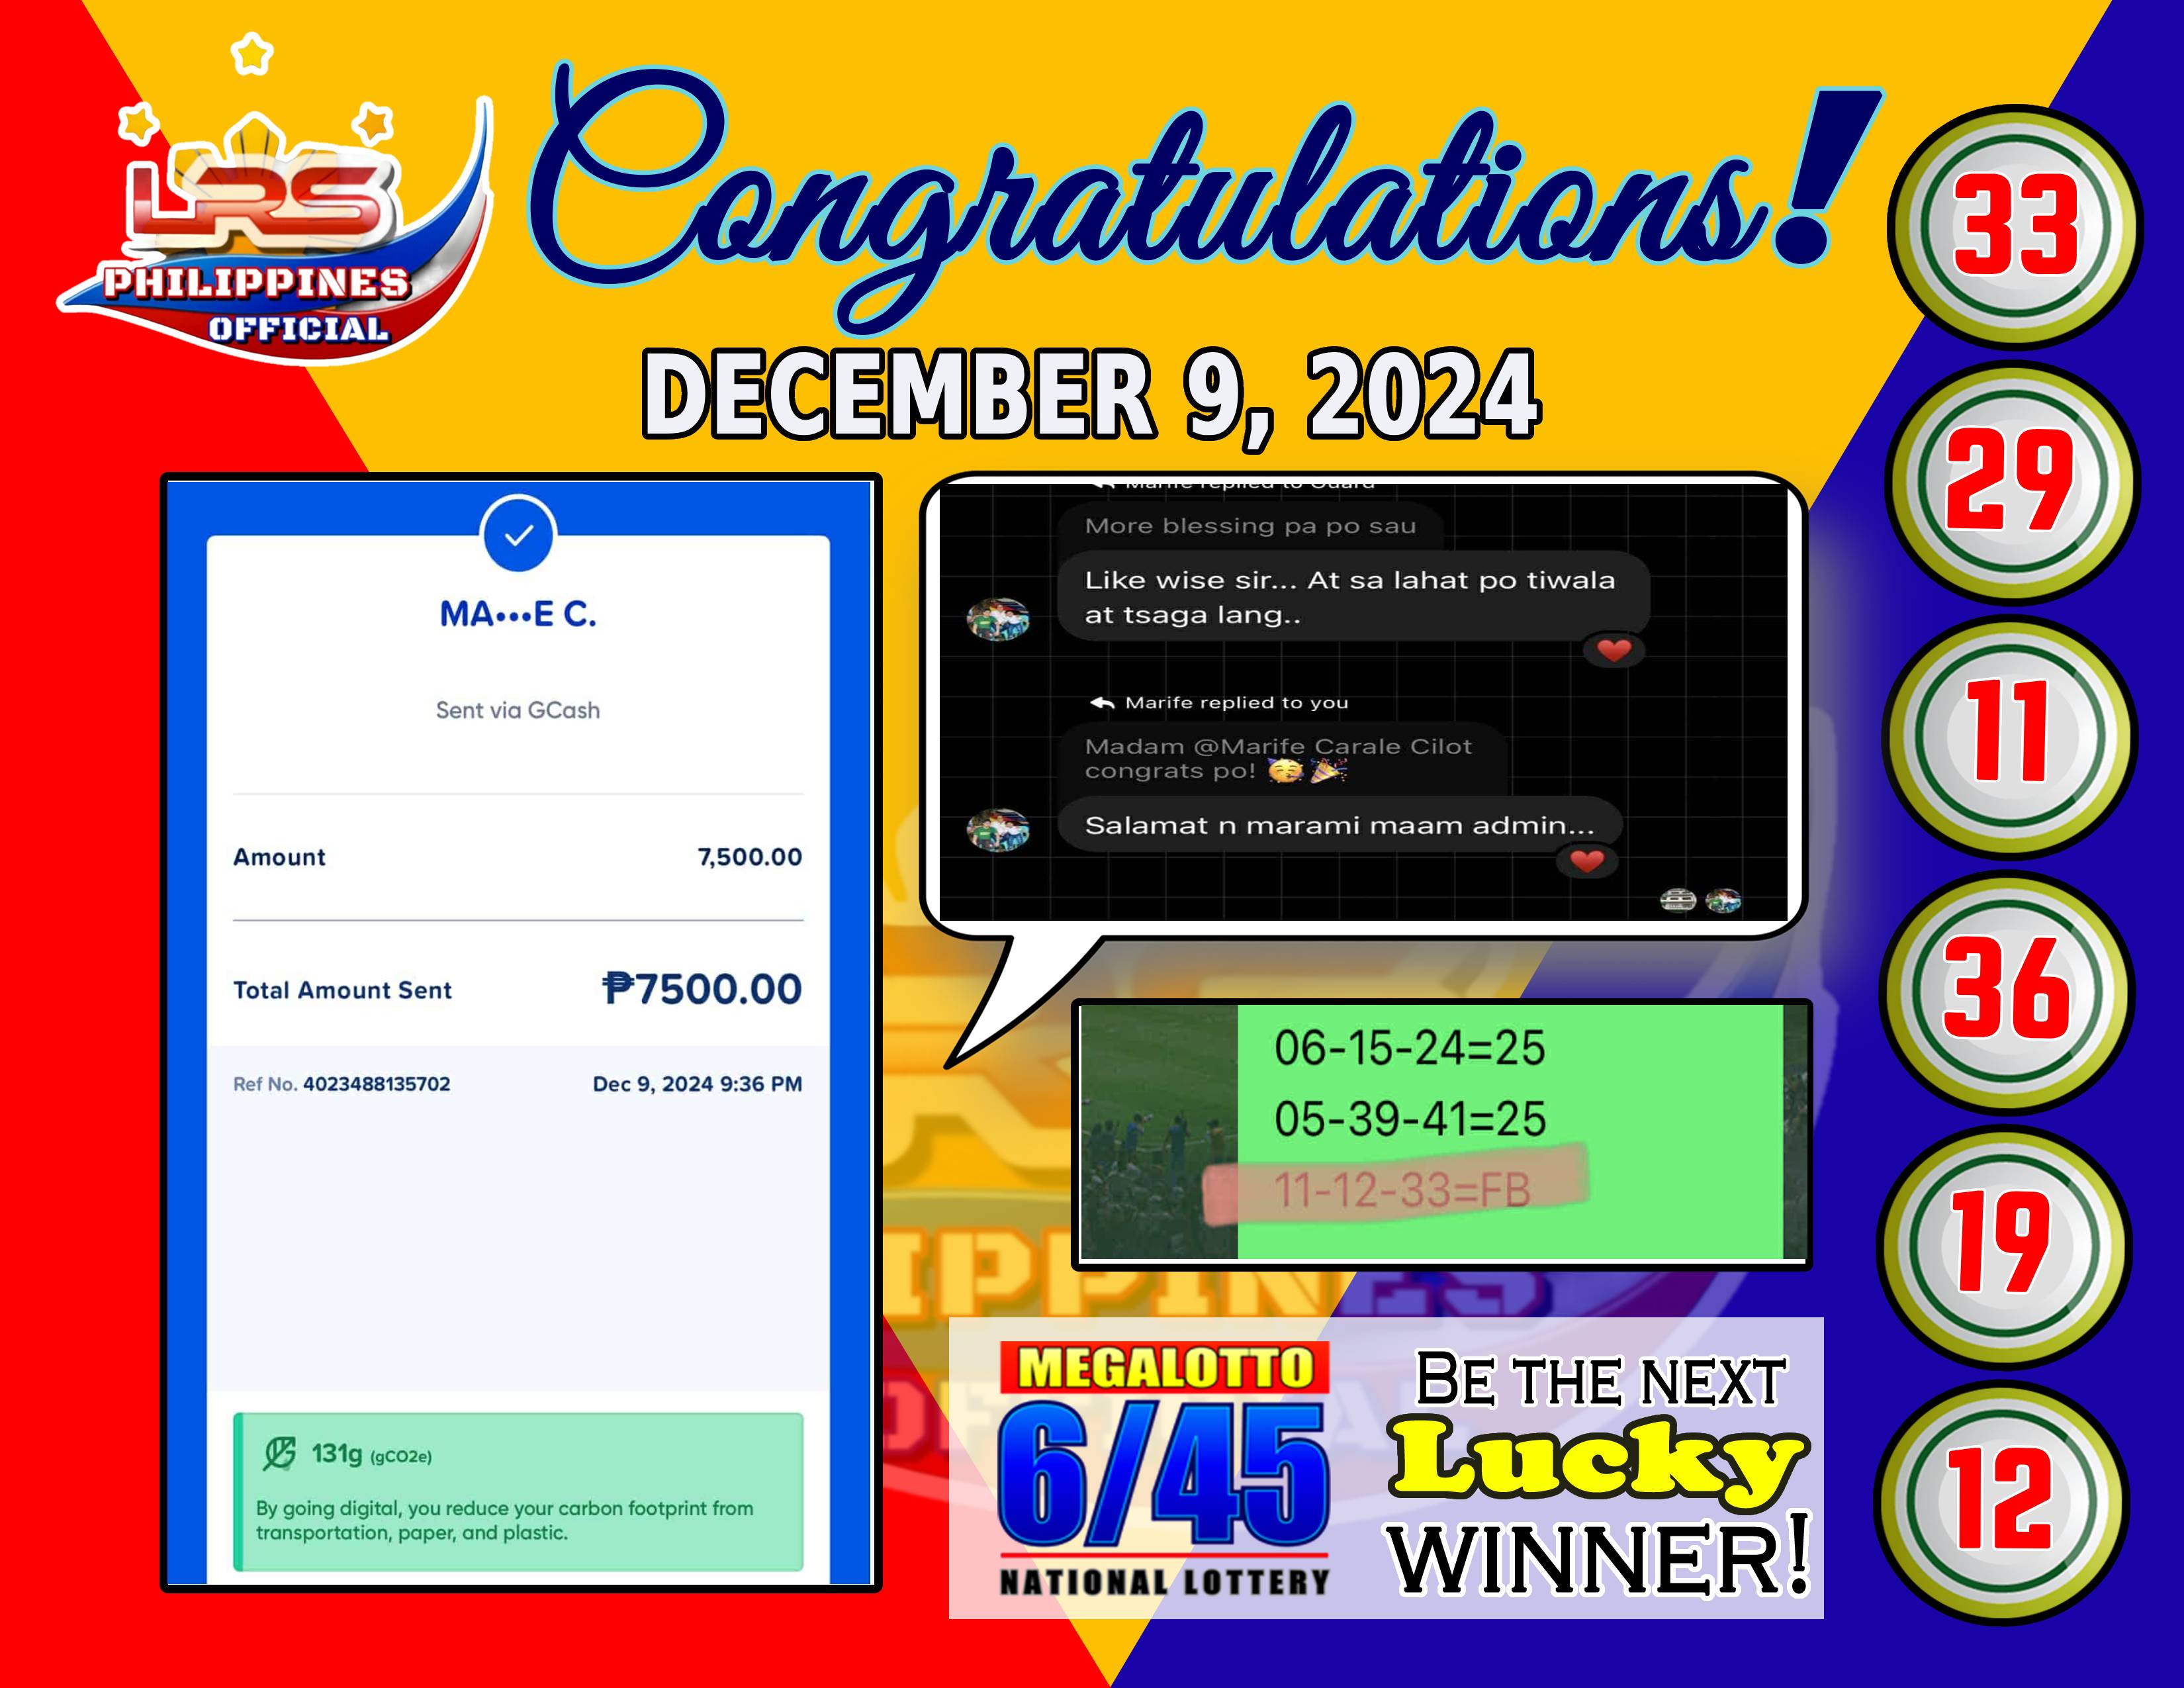 LRS
PHILIPPINES
OFFICIAL
Congratulations!
DECEMBER 9, 2024
MA•••E C.
Sent via GCash
Amount 7,500.00
Total Amount Sent ₱7500.00
Ref No. 4023488135702 Dec 9, 2024 9:36 PM
131g (gCO2e)
By going digital, you reduce your carbon footprint from
transportation, paper, and plastic.
Marife replied to Guard
More blessing pa po sau
Like wise sir... At sa lahat po tiwala
at tsaga lang..
Marife replied to you
Madam @Marife Carale Cilot
congrats po! 🥳🎉
Salamat n marami maam admin...
06-15-24=25
05-39-41=25
11-12-33=FB
MEGALOTTO
6/45
NATIONAL LOTTERY
BE THE NEXT
Lucky
WINNER!
33
29
11
36
19
12